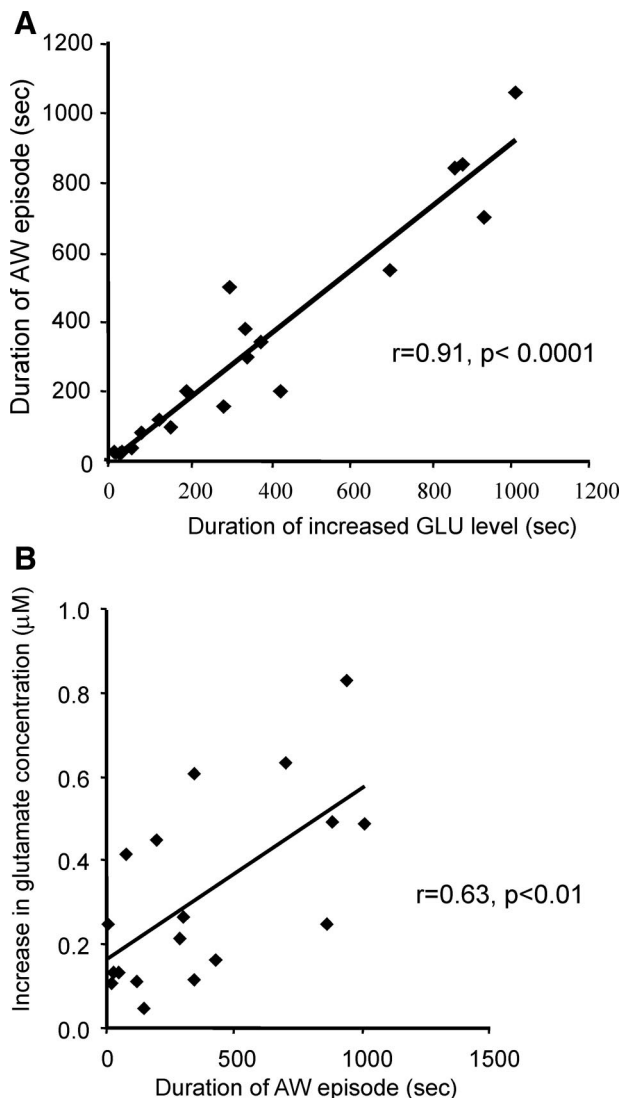 A
Duration of AW episode (sec)
1200
1000
800
600
400
200
0
r=0.91, p< 0.0001
0 200 400 600 800 1000 1200
Duration of increased GLU level (sec)
B
Increase in glutamate concentration (μM)
1.0
0.8
0.6
0.4
0.2
0.0
r=0.63, p<0.01
0 500 1000 1500
Duration of AW episode (sec)